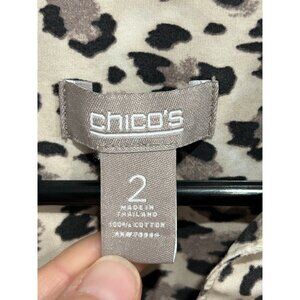 chico's
2
MADE IN
THAILAND
100% COTTON